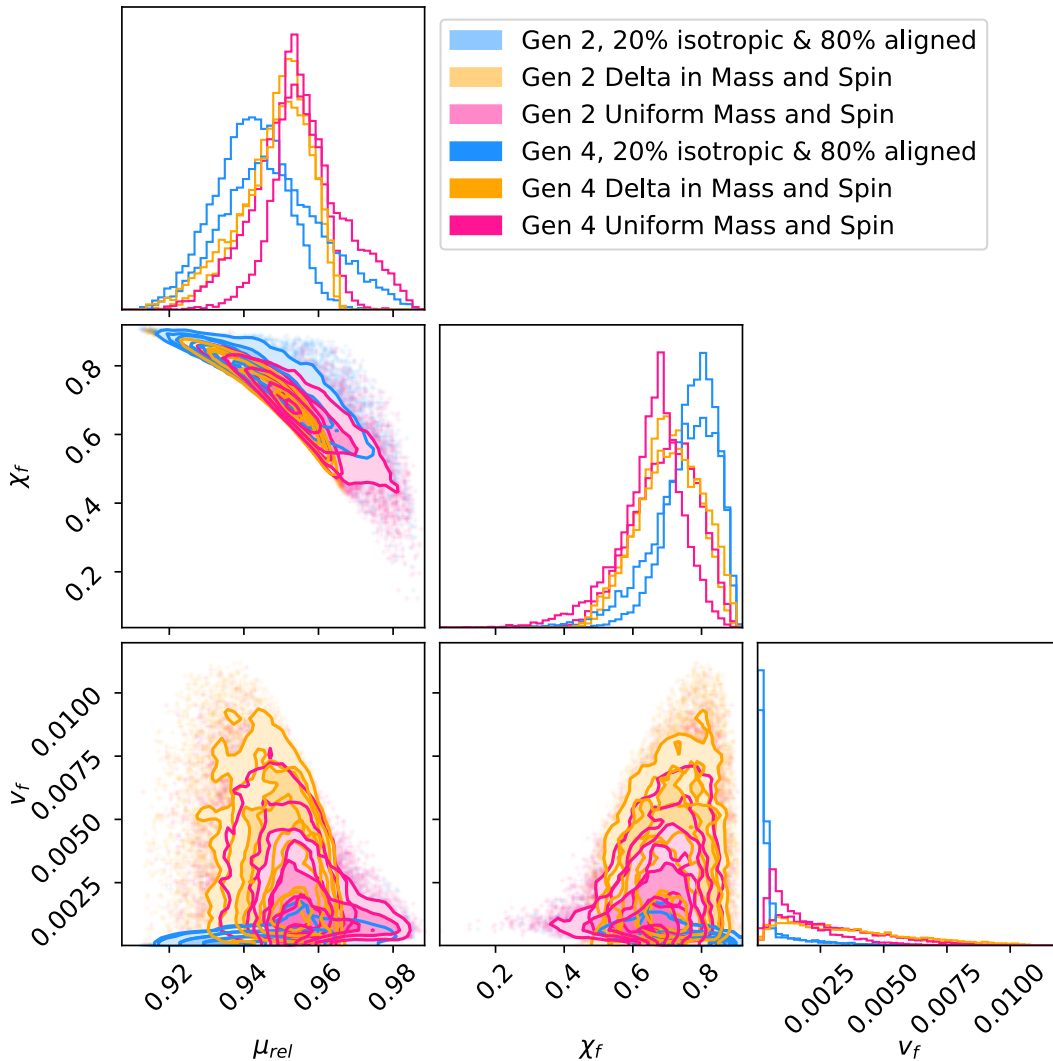 Gen 2, 20% isotropic & 80% aligned
Gen 2 Delta in Mass and Spin
Gen 2 Uniform Mass and Spin
Gen 4, 20% isotropic & 80% aligned
Gen 4 Delta in Mass and Spin
Gen 4 Uniform Mass and Spin
0.8
0.6
0.4
0.2
χf
0.0100
0.0075
0.0050
0.0025
vf
0.92
0.94
0.96
0.98
0.2
0.4
0.6
0.8
0.0025
0.0050
0.0075
0.0100
μrel
χf
vf